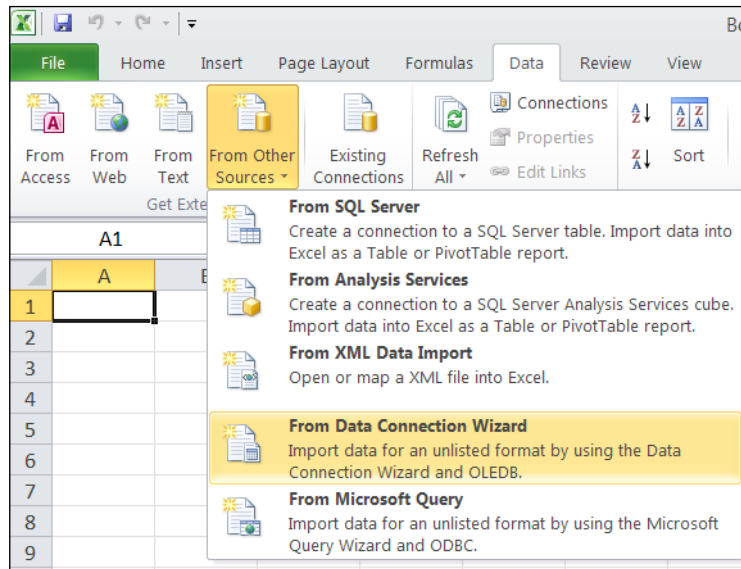 Bo
File Home Insert Page Layout Formulas Data Review View
From Access
From Web
From Text
From Other Sources
Existing Connections
Refresh All
Connections
Properties
Edit Links
Sort
Get Exte
A1
A
1
2
3
4
5
6
7
8
9
From SQL Server
Create a connection to a SQL Server table. Import data into
Excel as a Table or PivotTable report.
From Analysis Services
Create a connection to a SQL Server Analysis Services cube.
Import data into Excel as a Table or PivotTable report.
From XML Data Import
Open or map a XML file into Excel.
From Data Connection Wizard
Import data for an unlisted format by using the Data
Connection Wizard and OLEDB.
From Microsoft Query
Import data for an unlisted format by using the Microsoft
Query Wizard and ODBC.